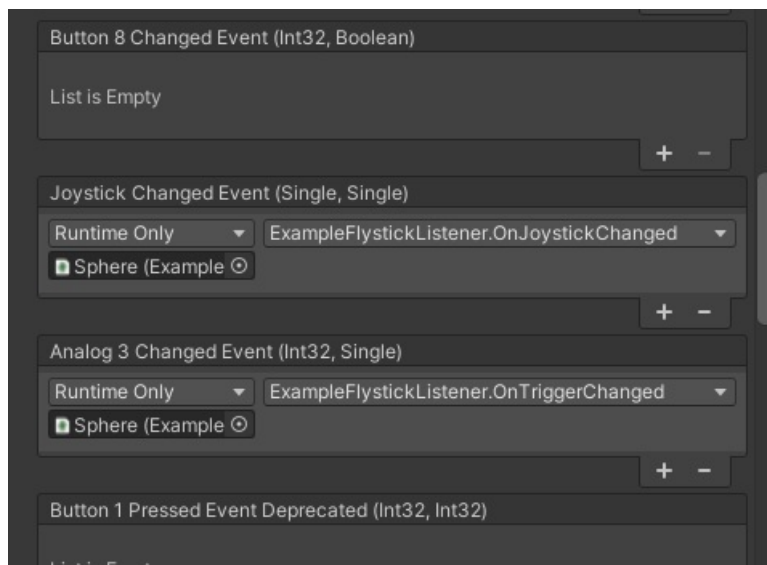 Button 8 Changed Event (Int32, Boolean)
List is Empty
+ −
Joystick Changed Event (Single, Single)
Runtime Only ExampleFlystickListener.OnJoystickChanged
Sphere (Example
+ −
Analog 3 Changed Event (Int32, Single)
Runtime Only ExampleFlystickListener.OnTriggerChanged
Sphere (Example
+ −
Button 1 Pressed Event Deprecated (Int32, Int32)